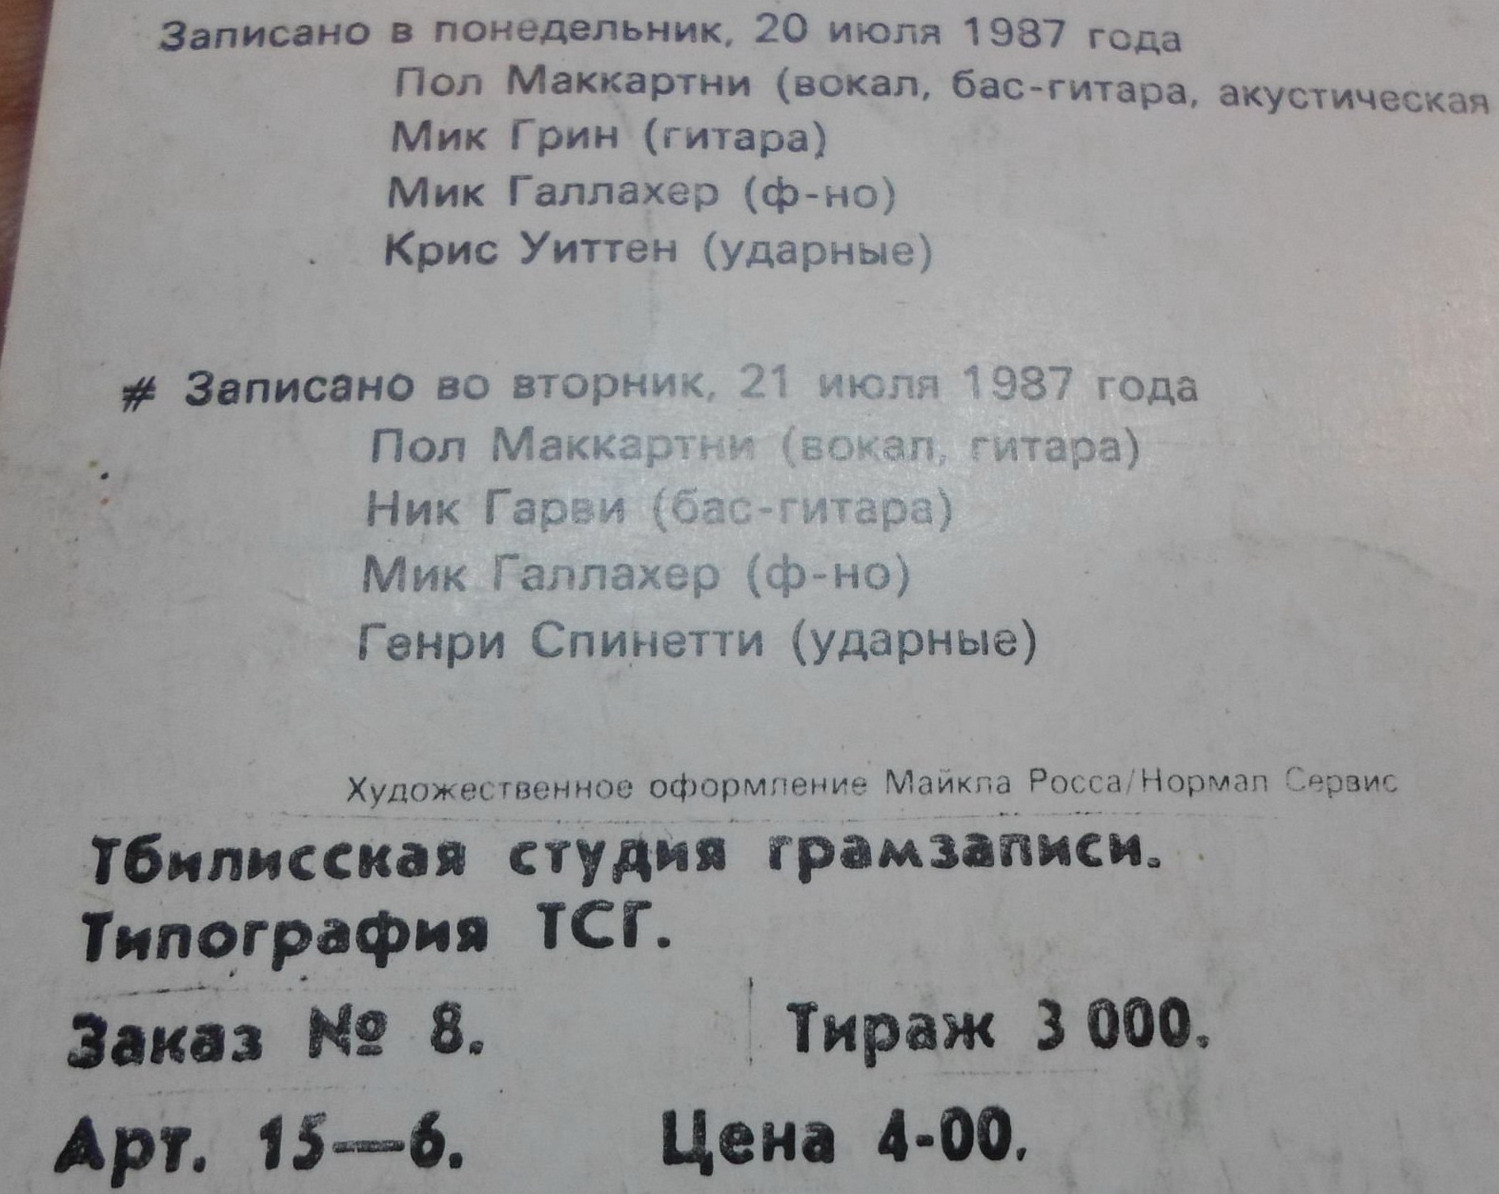 Записано в понедельник, 20 июля 1987 года
Пол Маккартни (вокал, бас-гитара, акустическая
Мик Грин (гитара)
Мик Галлахер (ф-но)
Крис Уиттен (ударные)
# Записано во вторник, 21 июля 1987 года
Пол Маккартни (вокал, гитара)
Ник Гарви (бас-гитара)
Мик Галлахер (ф-но)
Генри Спинетти (ударные)
Художественное оформление Майкла Росса/Нормал Сервис
Тбилисская студия грамзаписи.
Типография ТСГ.
Заказ № 8. Тираж 3 000.
Арт. 15—6. Цена 4-00.